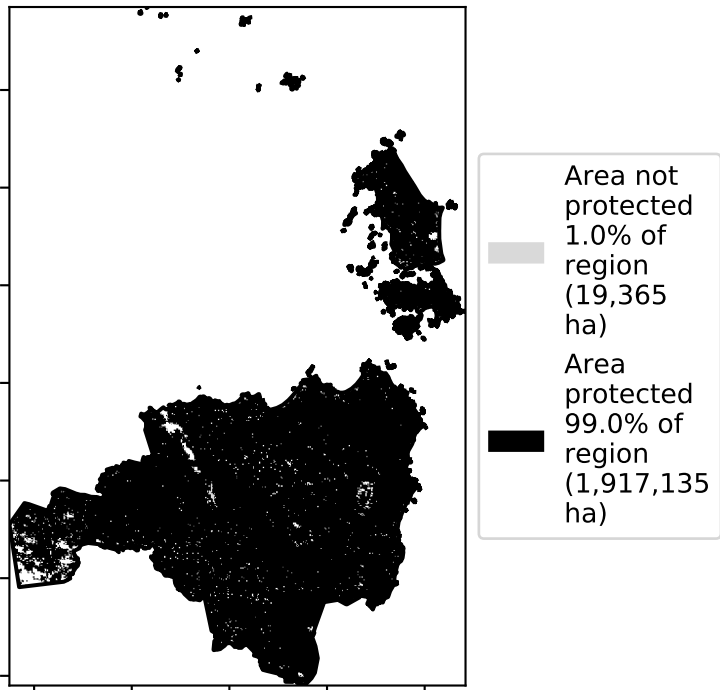 Area not
protected
1.0% of
region
(19,365
ha)
Area
protected
99.0% of
region
(1,917,135
ha)